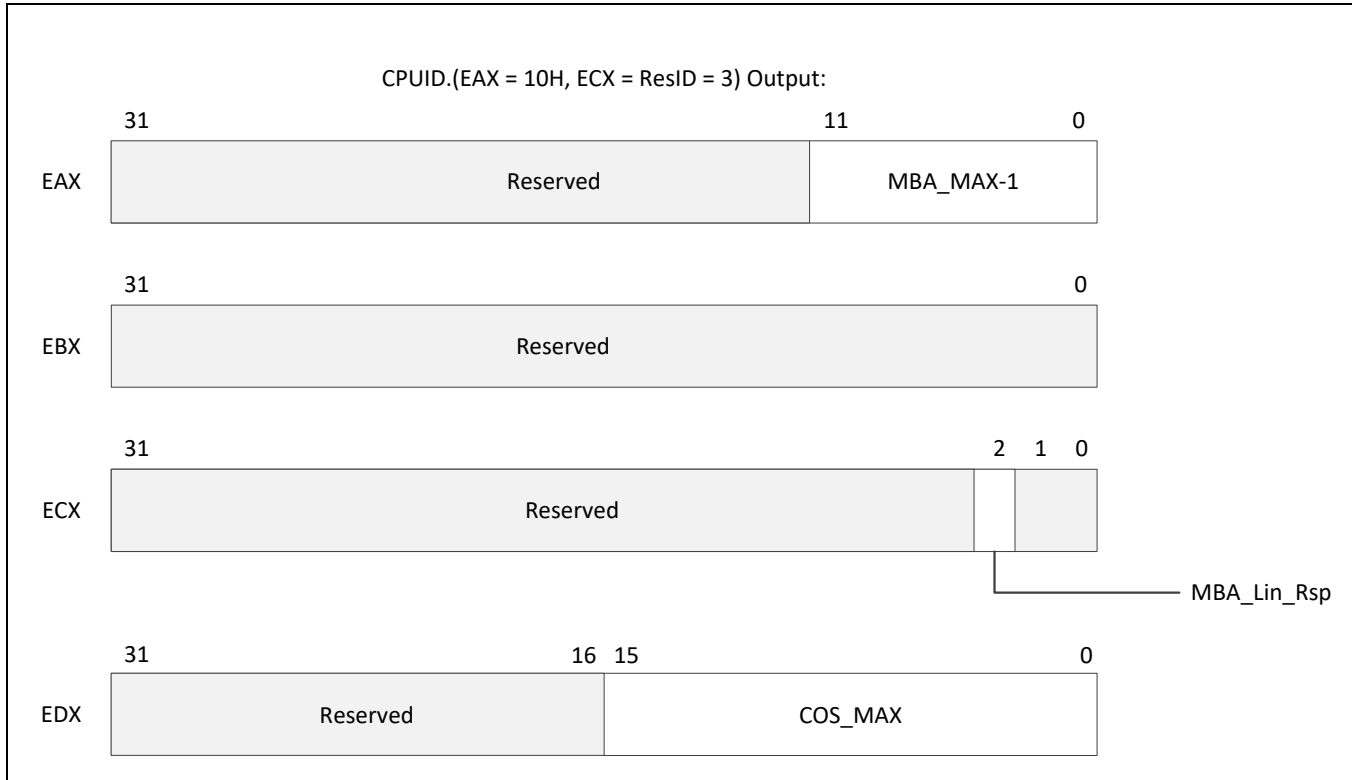 CPUID.(EAX = 10H, ECX = ResID = 3) Output:
31 11 0
EAX Reserved MBA_MAX-1
31 0
EBX Reserved
31 2 1 0
ECX Reserved
MBA_Lin_Rsp
31 16 15 0
EDX Reserved COS_MAX